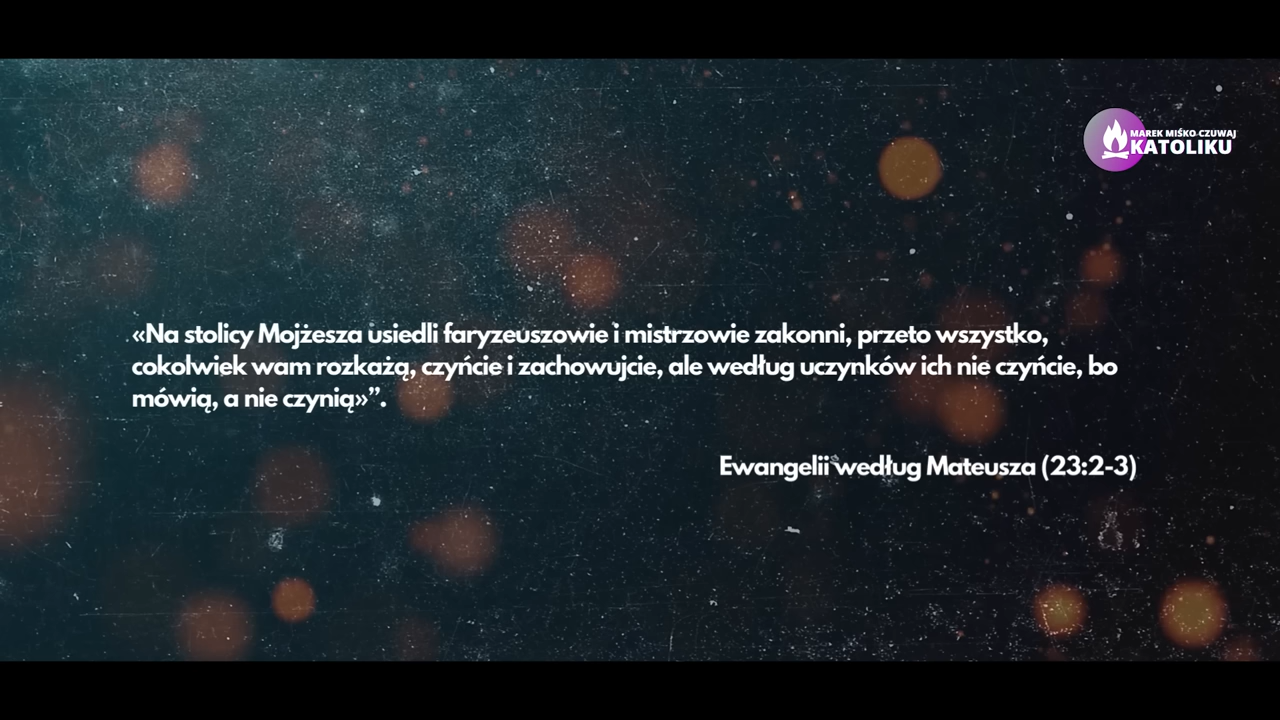 MAREK MIŚKO CZUWAJ
KATOLIKU
«Na stolicy Mojżesza usiedli faryzeuszowie i mistrzowie zakonni, przeto wszystko,
cokolwiek wam rozkażą, czyńcie i zachowujcie, ale według uczynków ich nie czyńcie, bo
mówią, a nie czynią»”.
Ewangelii według Mateusza (23:2-3)